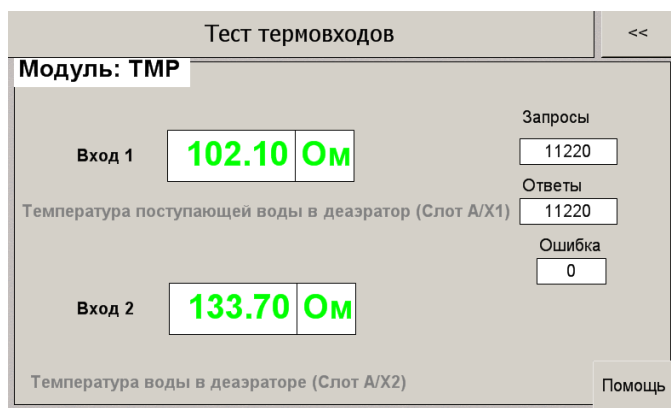 Тест термовходов
<<
Модуль: TMP
Запросы
Вход 1
102.10 Ом
11220
Ответы
Температура поступающей воды в деаэратор (Слот A/X1)
11220
Ошибка
0
Вход 2
133.70 Ом
Температура воды в деаэраторе (Слот A/X2)
Помощь